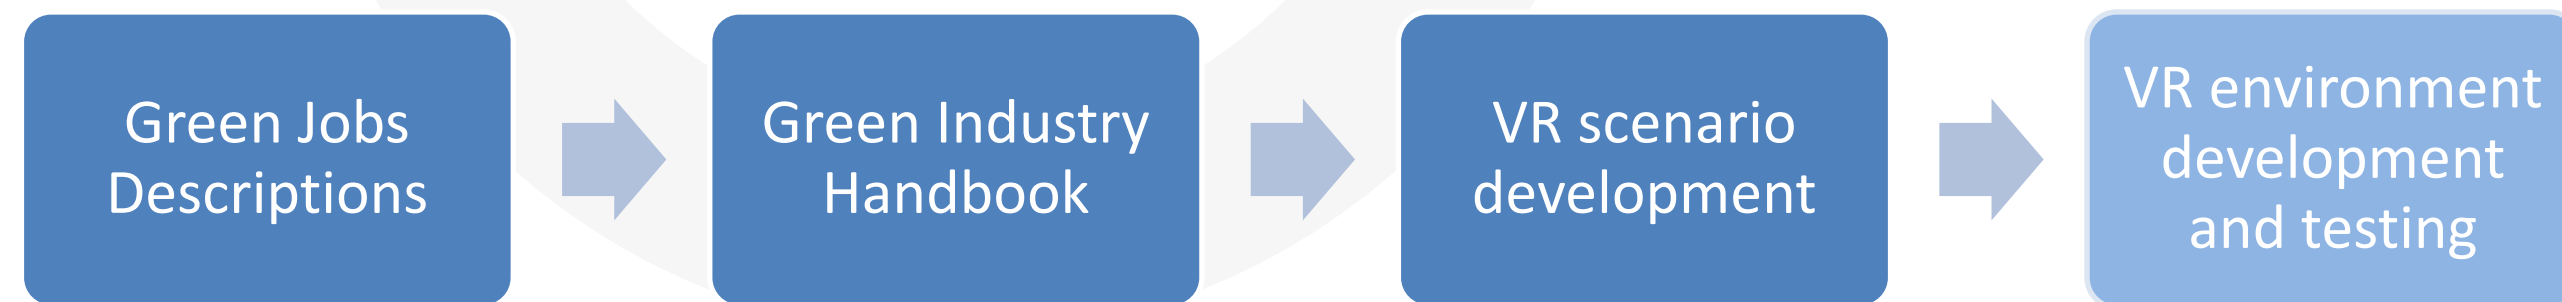 Green Jobs
Descriptions
Green Industry
Handbook
VR scenario
development
VR environment
development
and testing